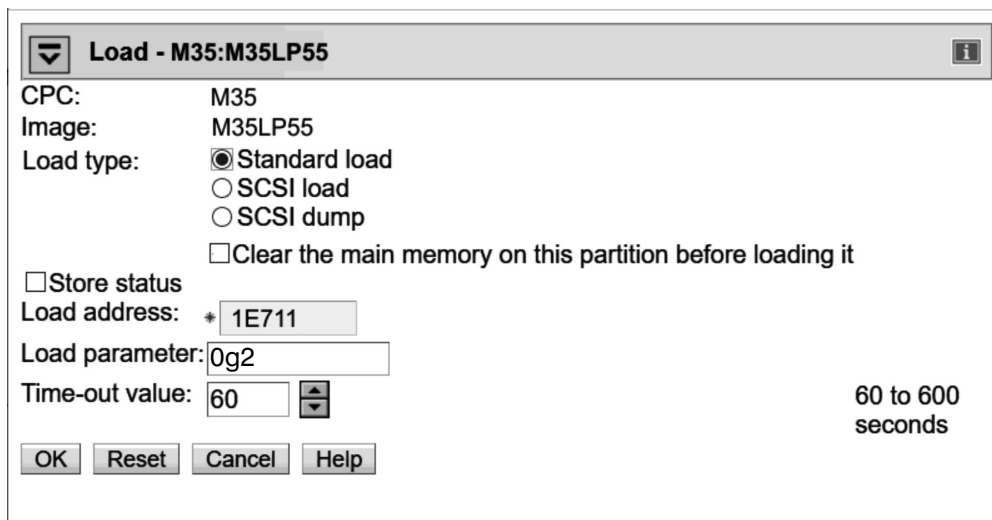 Load - M35:M35LP55 i
CPC: M35
Image: M35LP55
Load type: Standard load
SCSI load
SCSI dump
Clear the main memory on this partition before loading it
Store status
Load address: * 1E711
Load parameter: 0g2
Time-out value: 60 60 to 600
seconds
OK Reset Cancel Help